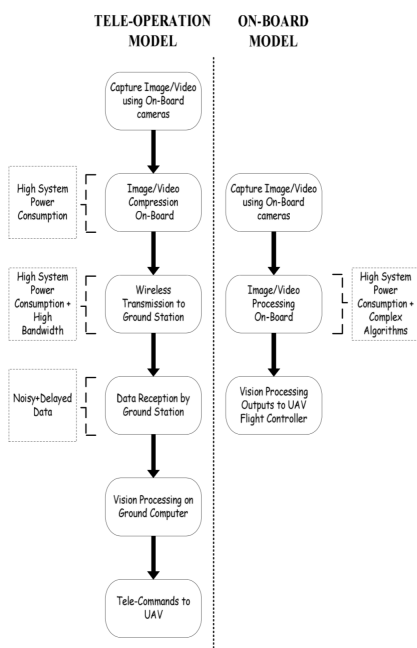 TELE-OPERATION
MODEL
Capture Image/Video
using On-Board
cameras
High System
Power
Consumption
Image/Video
Compression
On-Board
High System
Power
Consumption +
High
Bandwidth
Wireless
Transmission to
Ground Station
Noisy+Delayed
Data
Data Reception by
Ground Station
Vision Processing on
Ground Computer
Tele-Commands to
UAV
ON-BOARD
MODEL
Capture Image/Video
using On-Board
cameras
Image/Video
Processing
On-Board
High System
Power
Consumption +
Complex
Algorithms
Vision Processing
Outputs to UAV
Flight Controller